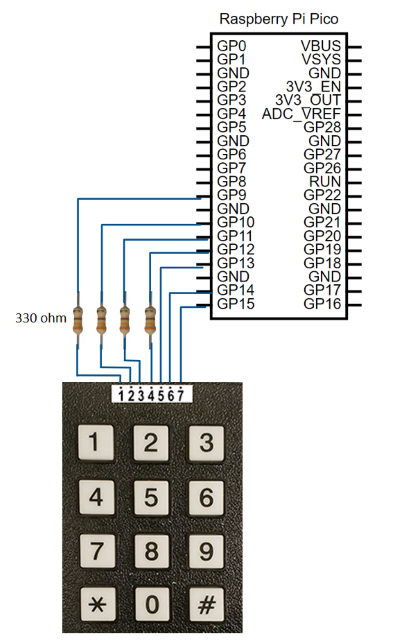 Raspberry Pi Pico
GP0 VBUS
GP1 VSYS
GND GND
GP2 3V3_EN
GP3 3V3_OUT
GP4 ADC_VREF
GP5 GP28
GND GND
GP6 GP27
GP7 GP26
GP8 RUN
GP9 GP22
GND GND
GP10 GP21
GP11 GP20
GP12 GP19
GP13 GP18
GND GND
GP14 GP17
GP15 GP16
330 ohm
1 2 3 4 5 6 7
1 2 3
4 5 6
7 8 9
* 0 #